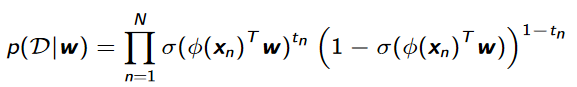 p(𝒟|w) = ∏_{n=1}^{N} σ(ϕ(x_n)^T w)^{t_n} (1 − σ(ϕ(x_n)^T w))^{1−t_n}